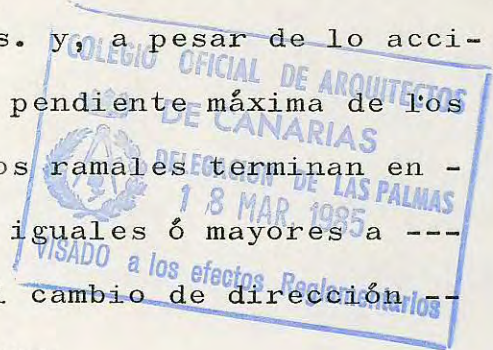 s. y, a pesar de lo acci-
pendiente máxima de los
os ramales terminan en -
iguales ó mayores a ---
cambio de dirección --
COLEGIO OFICIAL DE ARQUITECTOS
DE CANARIAS
DELEGACION DE LAS PALMAS
18 MAR. 1985
VISADO a los efectos Reglamentarios